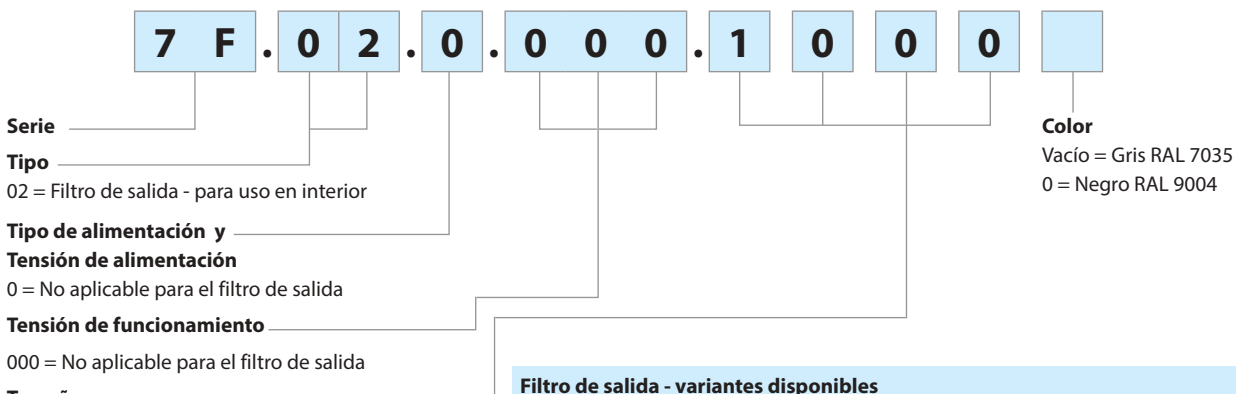 7 F . 0 2 . 0 . 0 0 0 . 1 0 0 0
Serie
Tipo
02 = Filtro de salida - para uso en interior
Tipo de alimentación y
Tensión de alimentación
0 = No aplicable para el filtro de salida
Tensión de funcionamiento
000 = No aplicable para el filtro de salida
Color
Vacío = Gris RAL 7035
0 = Negro RAL 9004
Filtro de salida - variantes disponibles